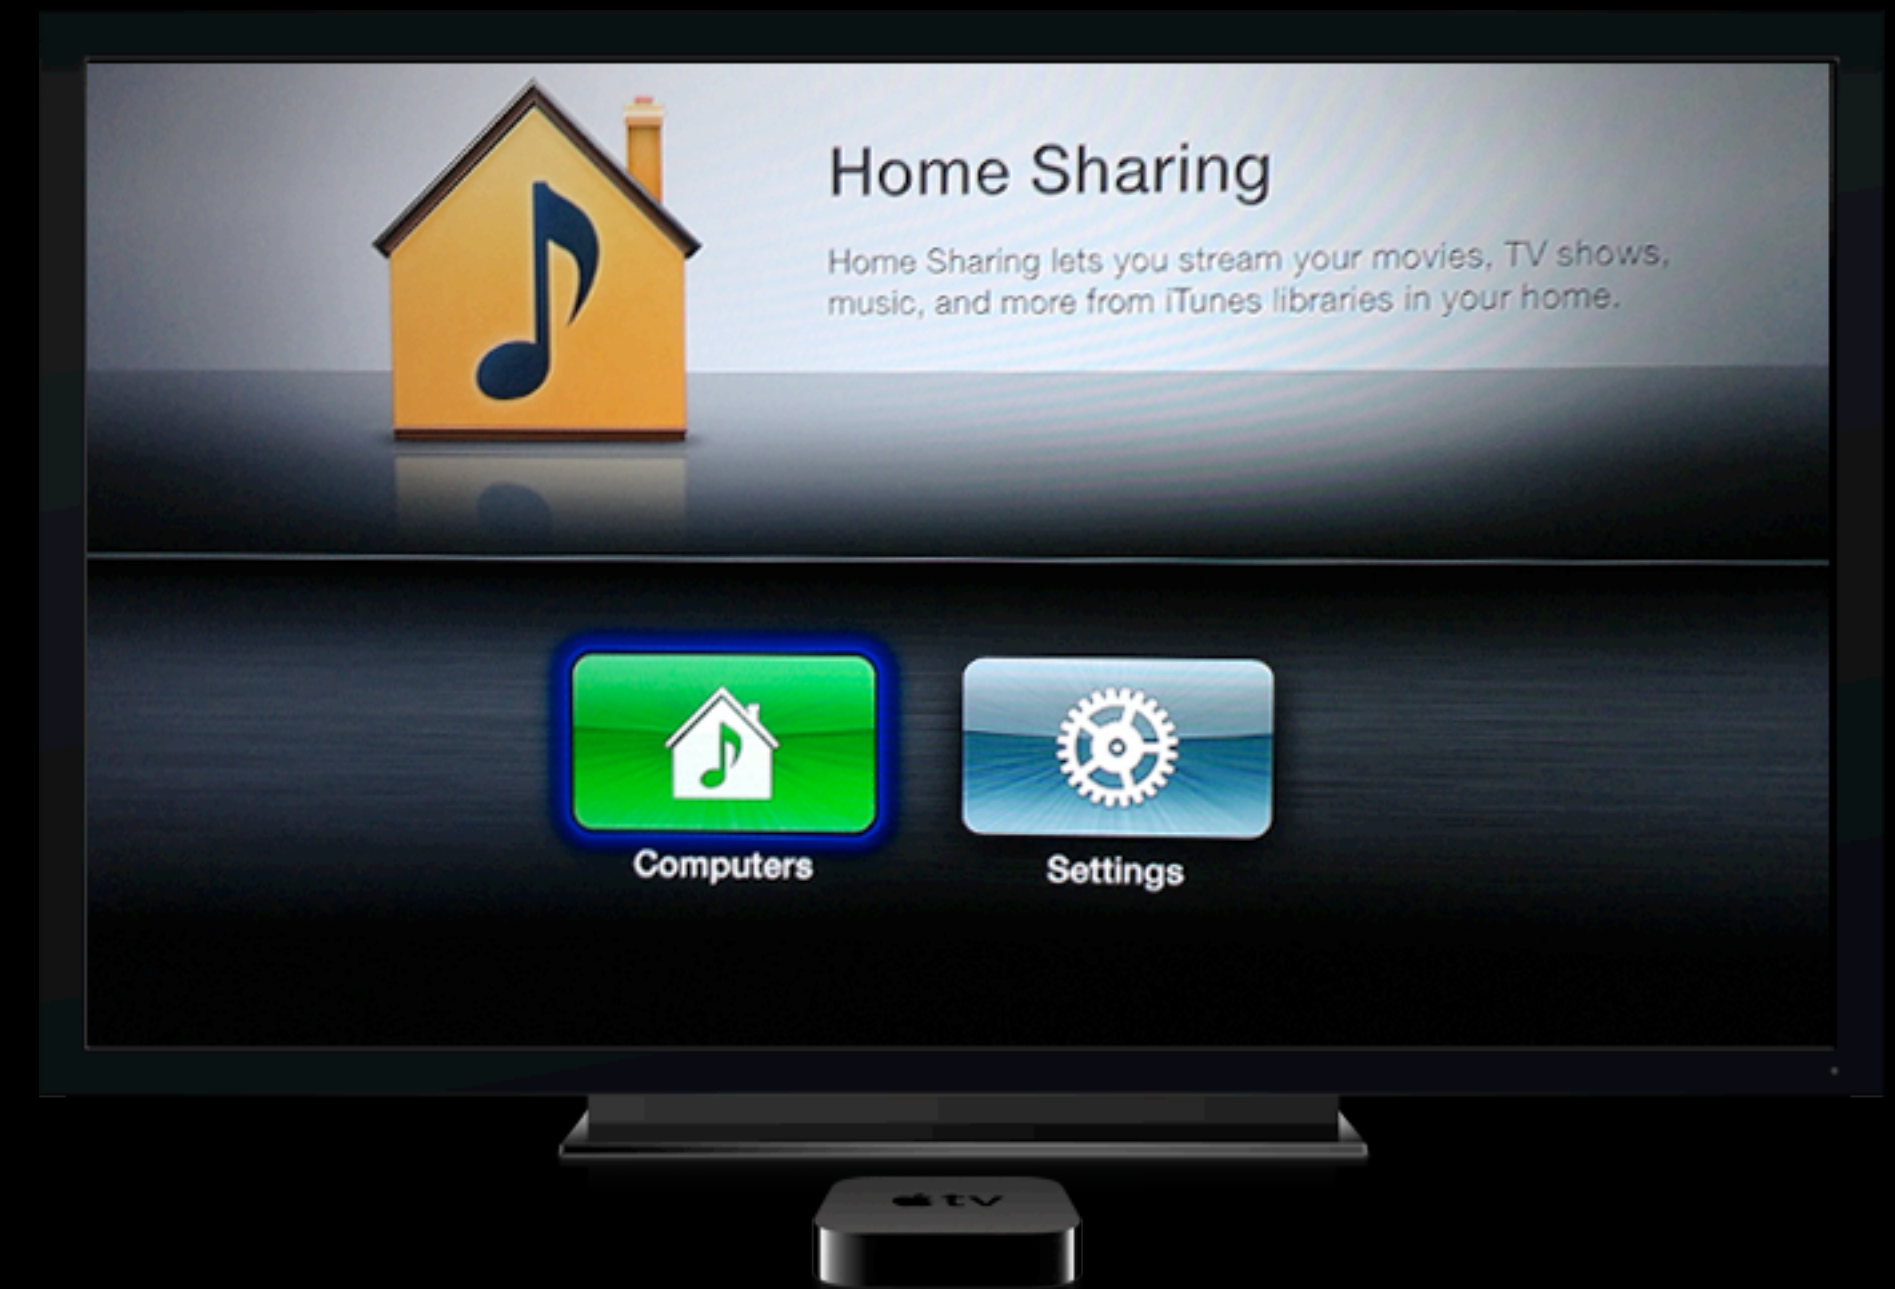 Home Sharing
Home Sharing lets you stream your movies, TV shows,
music, and more from iTunes libraries in your home.
Computers
Settings
tv